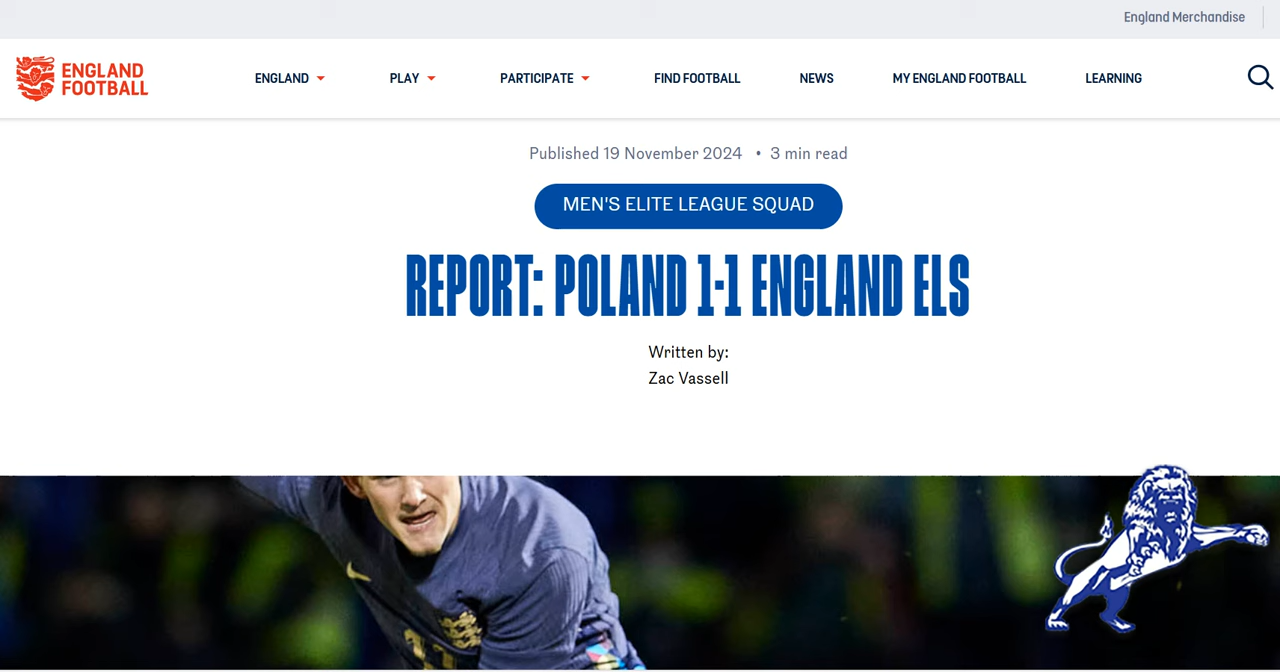 England Merchandise
ENGLAND
FOOTBALL
ENGLAND PLAY PARTICIPATE FIND FOOTBALL NEWS MY ENGLAND FOOTBALL LEARNING
Published 19 November 2024 • 3 min read
MEN'S ELITE LEAGUE SQUAD
REPORT: POLAND 1-1 ENGLAND ELS
Written by:
Zac Vassell